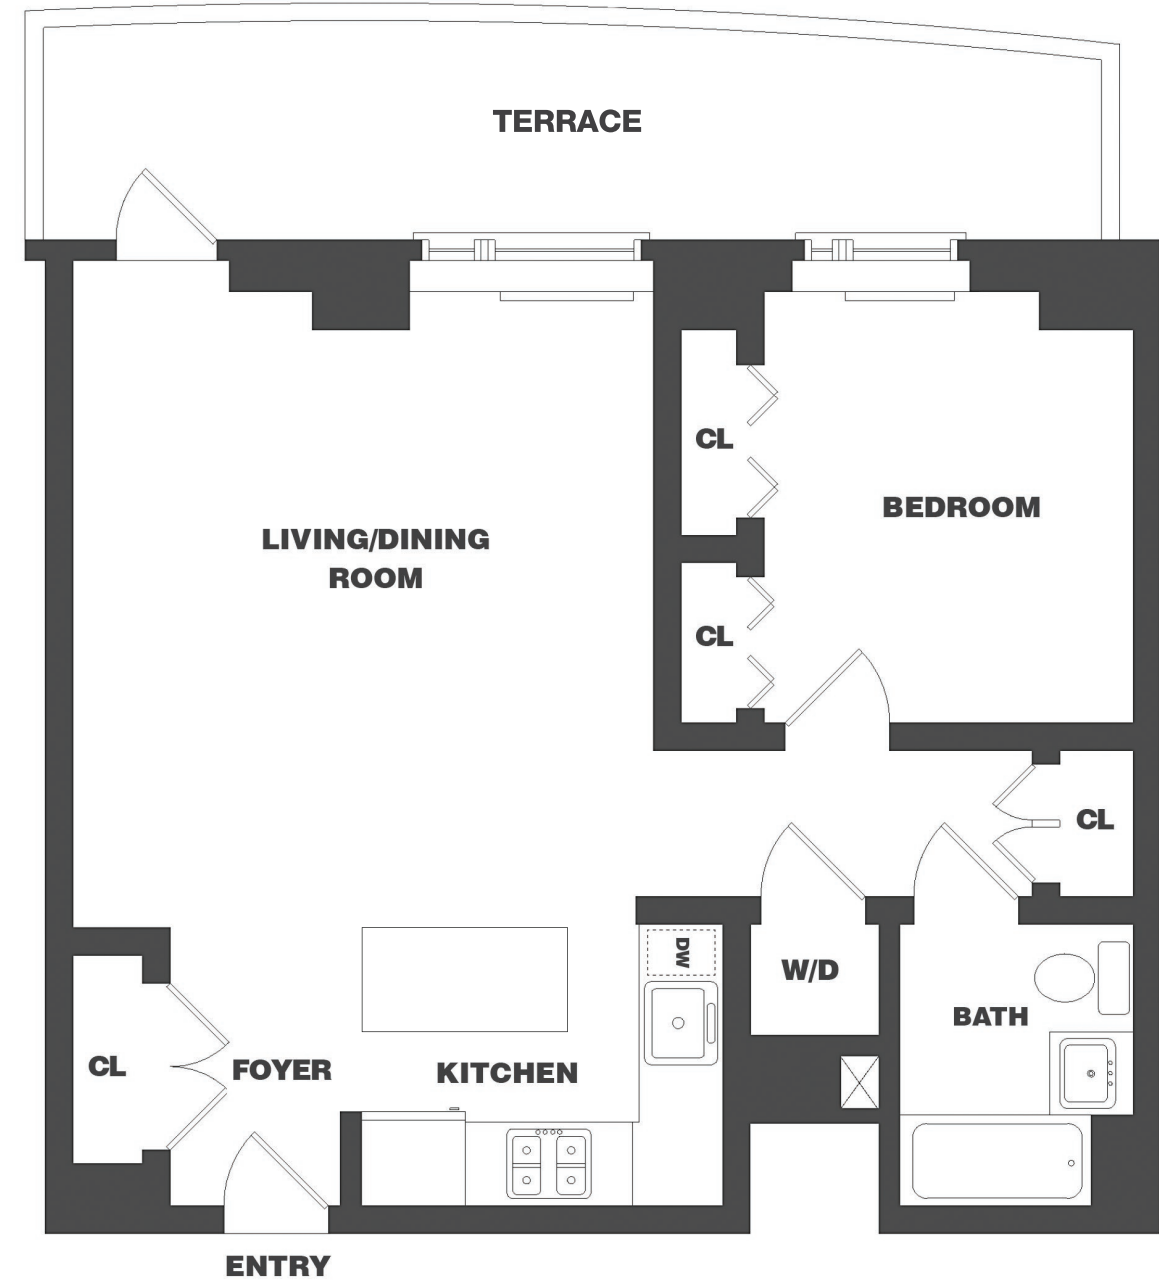 TERRACE
CL
BEDROOM
LIVING/DINING
ROOM
CL
CL
DW
W/D
BATH
CL
FOYER
KITCHEN
ENTRY